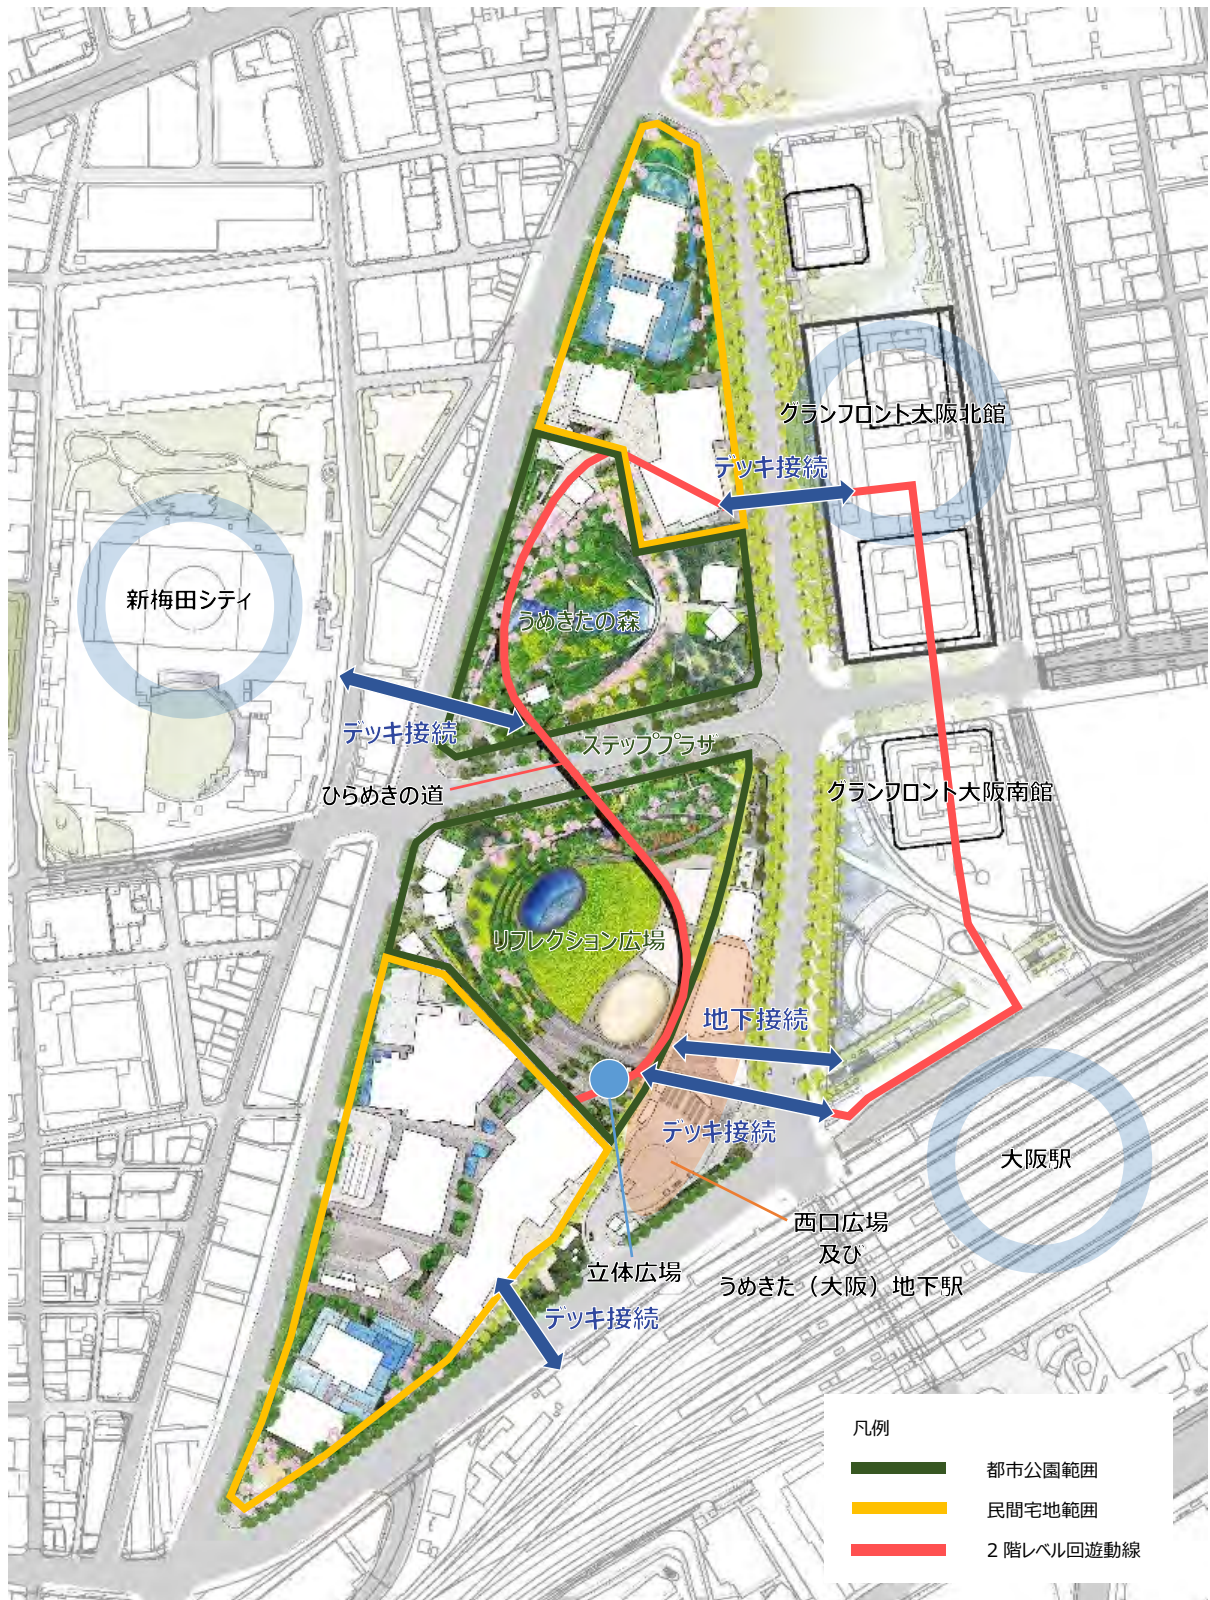 グランフロント大阪北館
デッキ接続
新梅田シティ
うめきたの森
デッキ接続
ステッププラザ
ひらめきの道
グランフロント大阪南館
リフレクション広場
地下接続
デッキ接続
大阪駅
西口広場
及び
うめきた（大阪）地下駅
立体広場
デッキ接続
凡例
都市公園範囲
民間宅地範囲
2 階レベル回遊動線